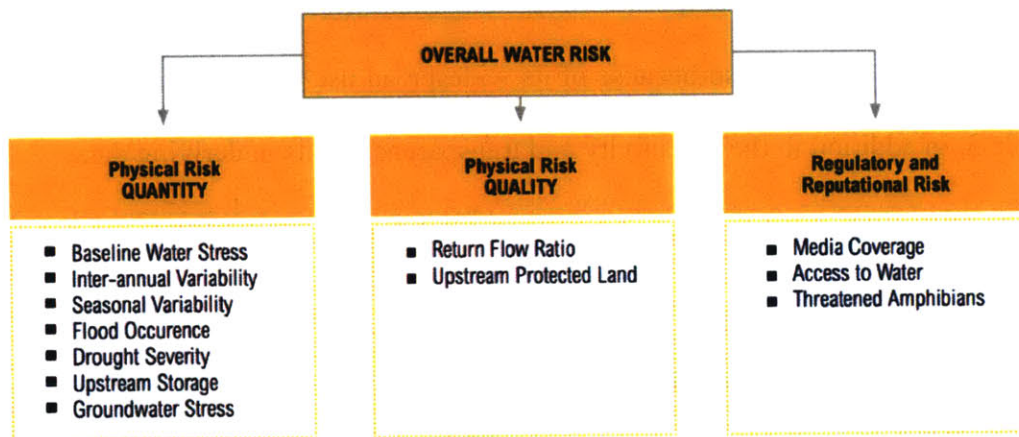 OVERALL WATER RISK
Physical Risk
QUANTITY
■ Baseline Water Stress
■ Inter-annual Variability
■ Seasonal Variability
■ Flood Occurence
■ Drought Severity
■ Upstream Storage
■ Groundwater Stress
Physical Risk
QUALITY
■ Return Flow Ratio
■ Upstream Protected Land
Regulatory and
Reputational Risk
■ Media Coverage
■ Access to Water
■ Threatened Amphibians